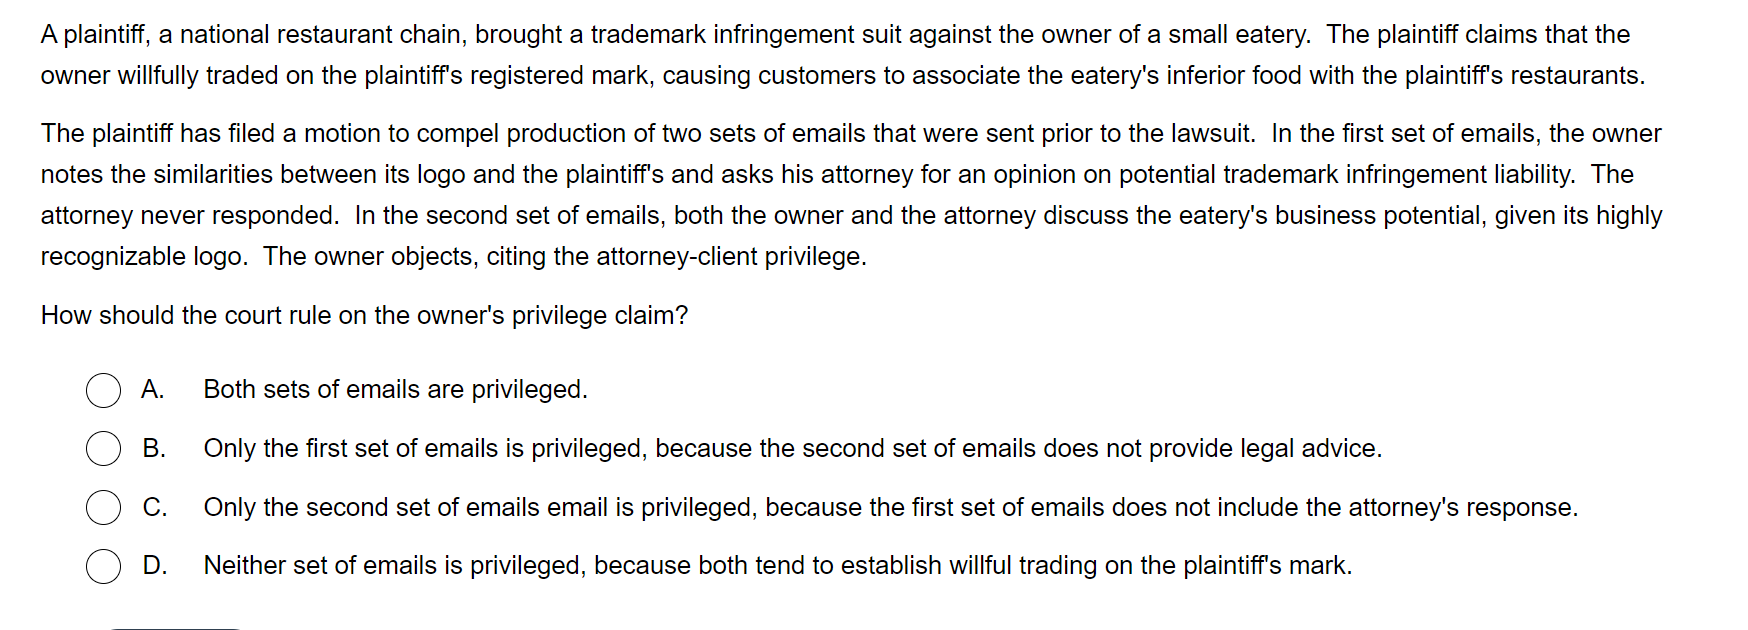 A plaintiff, a national restaurant chain, brought a trademark infringement suit against the owner of a small eatery.  The plaintiff claims that the
owner willfully traded on the plaintiff's registered mark, causing customers to associate the eatery's inferior food with the plaintiff's restaurants.
The plaintiff has filed a motion to compel production of two sets of emails that were sent prior to the lawsuit.  In the first set of emails, the owner
notes the similarities between its logo and the plaintiff's and asks his attorney for an opinion on potential trademark infringement liability.  The
attorney never responded.  In the second set of emails, both the owner and the attorney discuss the eatery's business potential, given its highly
recognizable logo.  The owner objects, citing the attorney-client privilege.
How should the court rule on the owner's privilege claim?
A. Both sets of emails are privileged.
B. Only the first set of emails is privileged, because the second set of emails does not provide legal advice.
C. Only the second set of emails email is privileged, because the first set of emails does not include the attorney's response.
D. Neither set of emails is privileged, because both tend to establish willful trading on the plaintiff's mark.